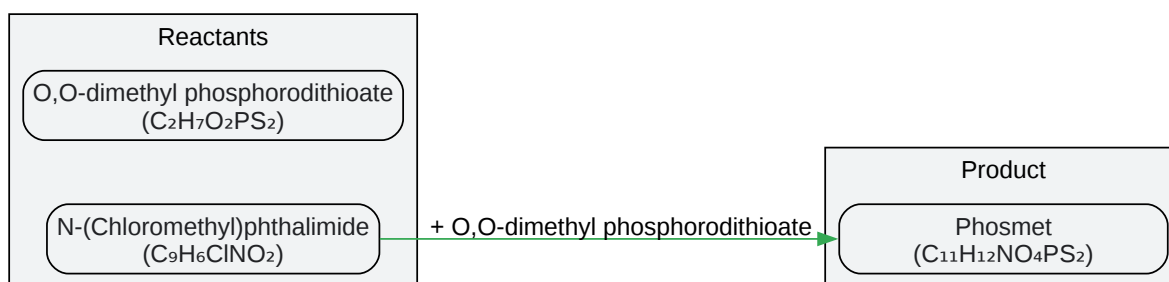 Reactants
O,O-dimethyl phosphorodithioate
(C₂H₇O₂PS₂)
N-(Chloromethyl)phthalimide
(C₉H₆ClNO₂)
+ O,O-dimethyl phosphorodithioate
Product
Phosmet
(C₁₁H₁₂NO₄PS₂)